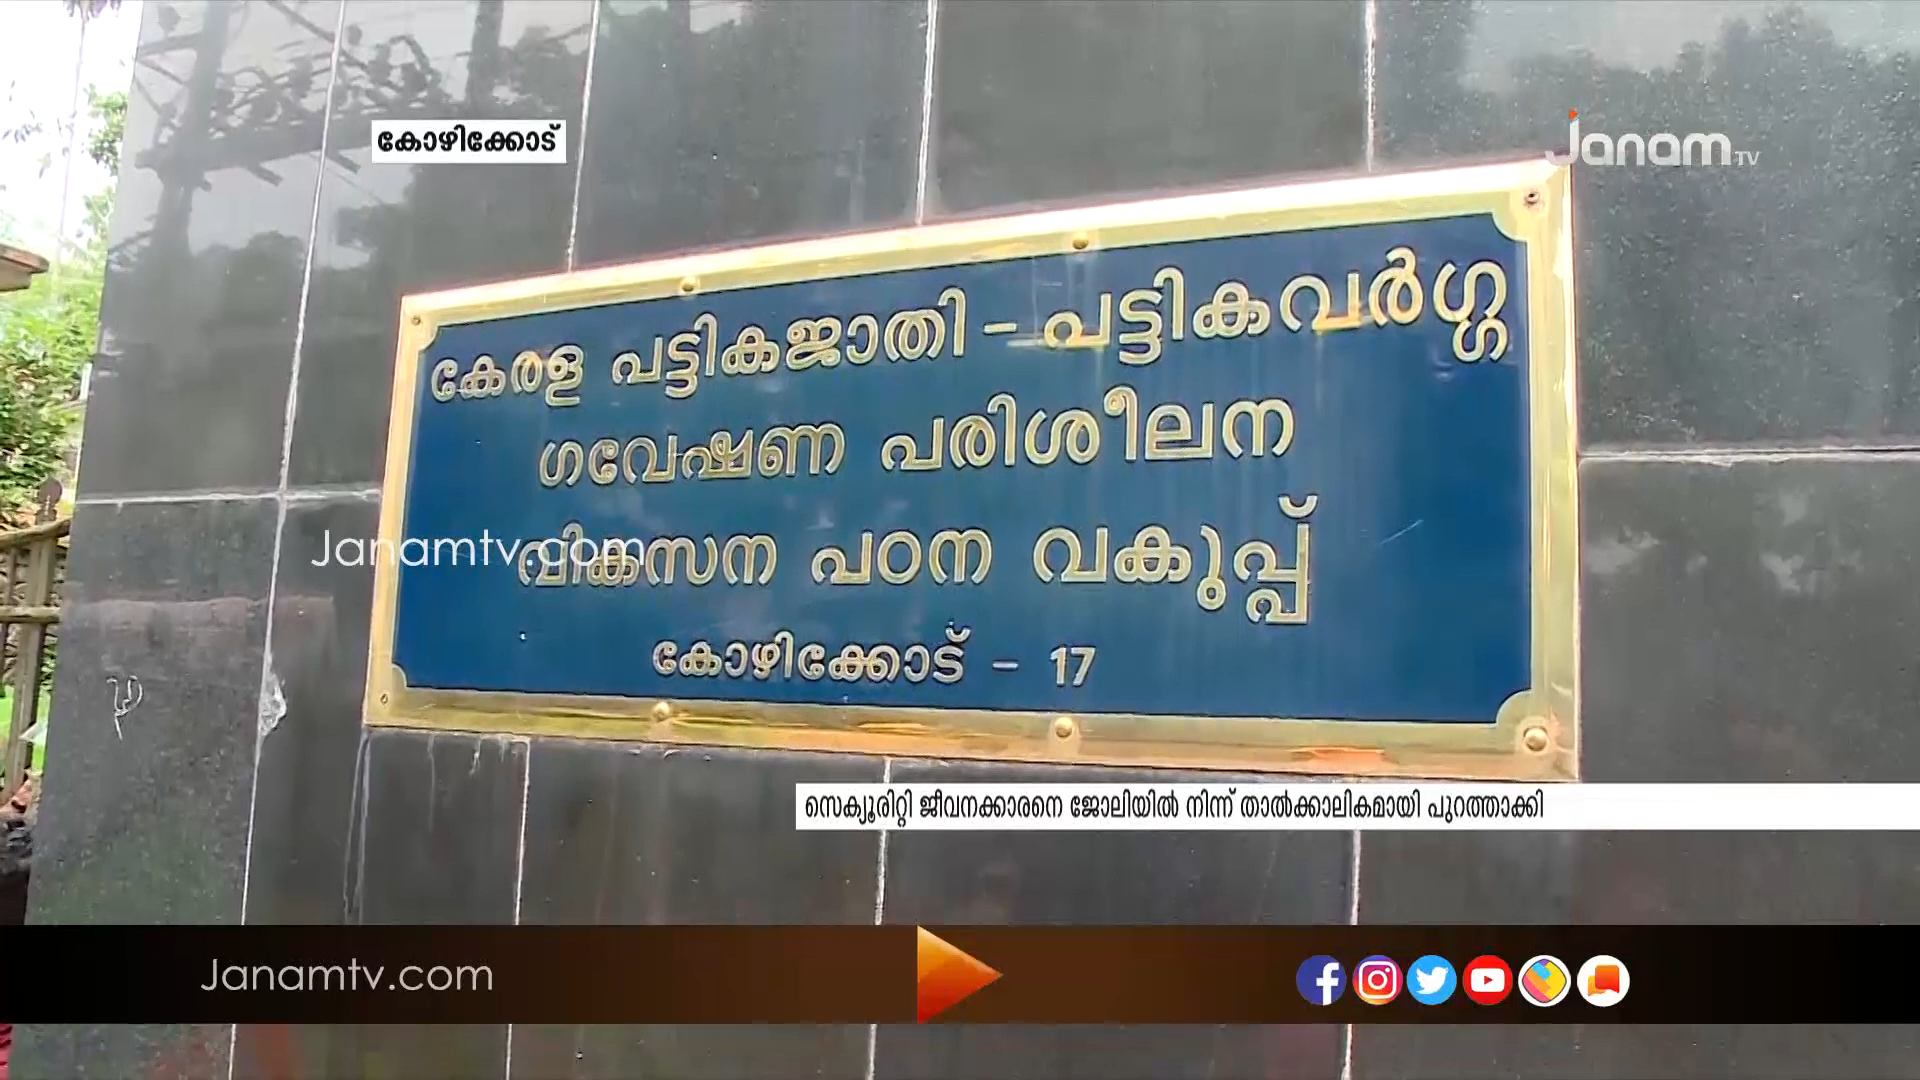 കോഴിക്കോട്
Janam TV
കേരള പട്ടികജാതി – പട്ടികവർഗ്ഗ
ഗവേഷണ പരിശീലന
വികസന പഠന വകുപ്പ്
Janamtv.com
കോഴിക്കോട് – 17
സെക്യൂരിറ്റി ജീവനക്കാരനെ ജോലിയിൽ നിന്ന് താൽക്കാലികമായി പുറത്താക്കി
Janamtv.com